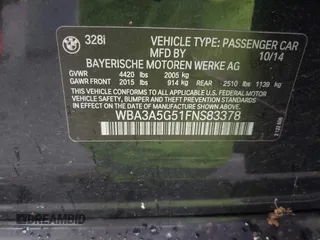 328i
VEHICLE TYPE: PASSENGER CAR
MFD BY
10/14
BAYERISCHE MOTOREN WERKE AG
GVWR 4420 lbs 2005 kg
GAWR FRONT 2015 lbs 914 kg REAR 2510 lbs 1139 kg
THIS VEHICLE CONFORMS TO ALL APPLICABLE
FEDERAL MOTOR VEHICLE SAFETY, BUMPER,
AND THEFT PREVENTION STANDARDS IN EFFECT
ON THE DATE OF MANUFACTURE SHOWN ABOVE.
WBA3A5G51FNS83378
DREAMBID